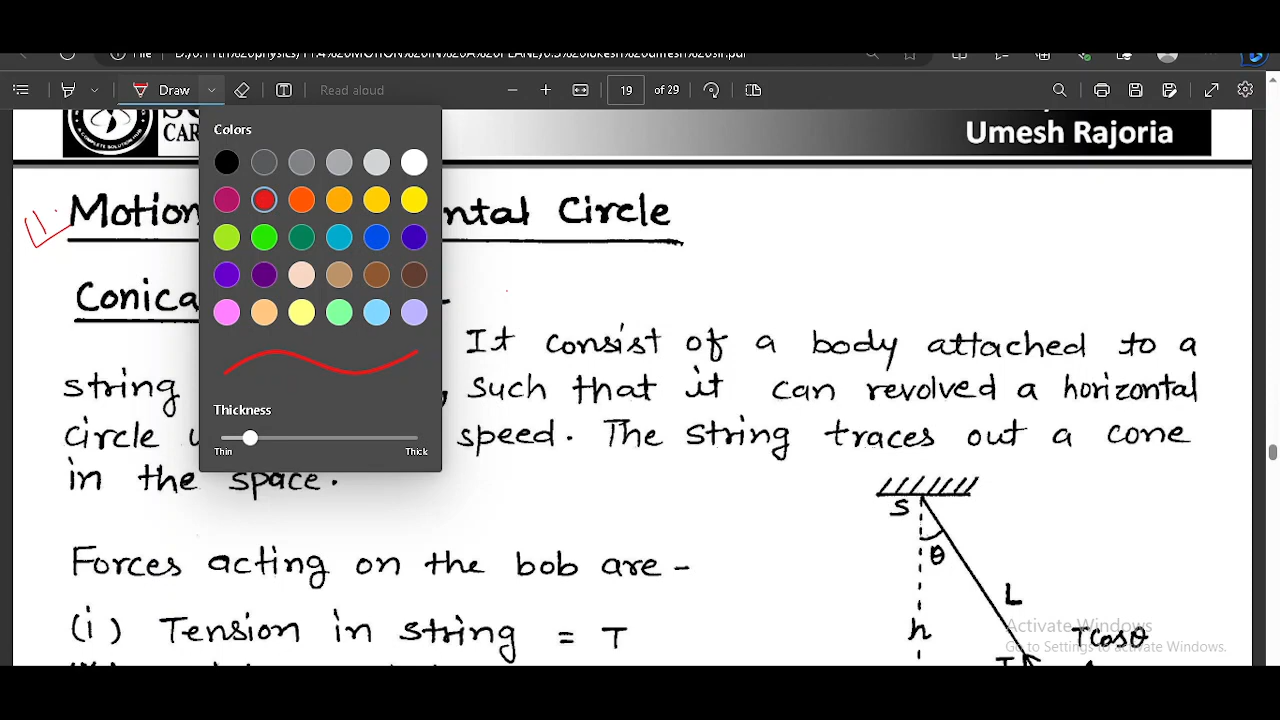 Draw
Read aloud
19 of 29
CAR
Umesh Rajoria
Colors
Motion ntal Circle
Conica
It consist of a body attached to a
string , such that it can revolved a horizontal
Thickness
Circle speed. The string traces out a cone
Thin Thick
in the space.
S
θ
Forces acting on the bob are -
L
(i) Tension in string = T
h
Tcosθ
T
Activate Windows
Go to Settings to activate Windows.